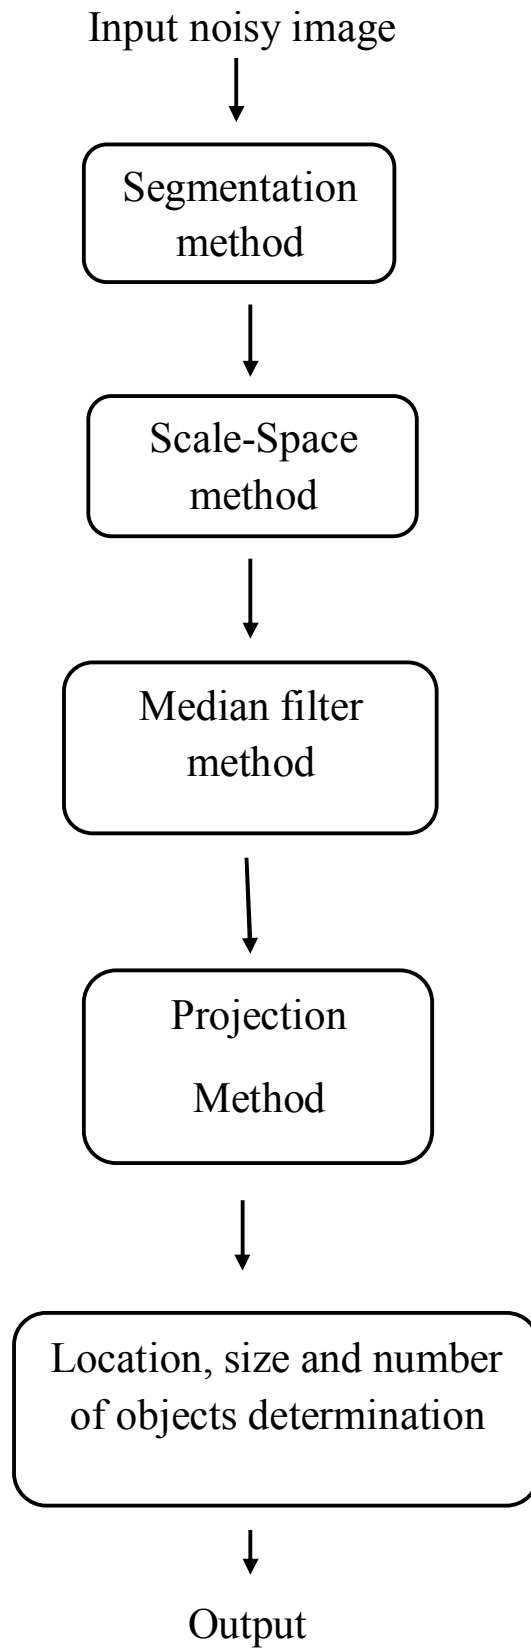 Input noisy image
Segmentation
method
Scale-Space
method
Median filter
method
Projection
Method
Location, size and number
of objects determination
Output